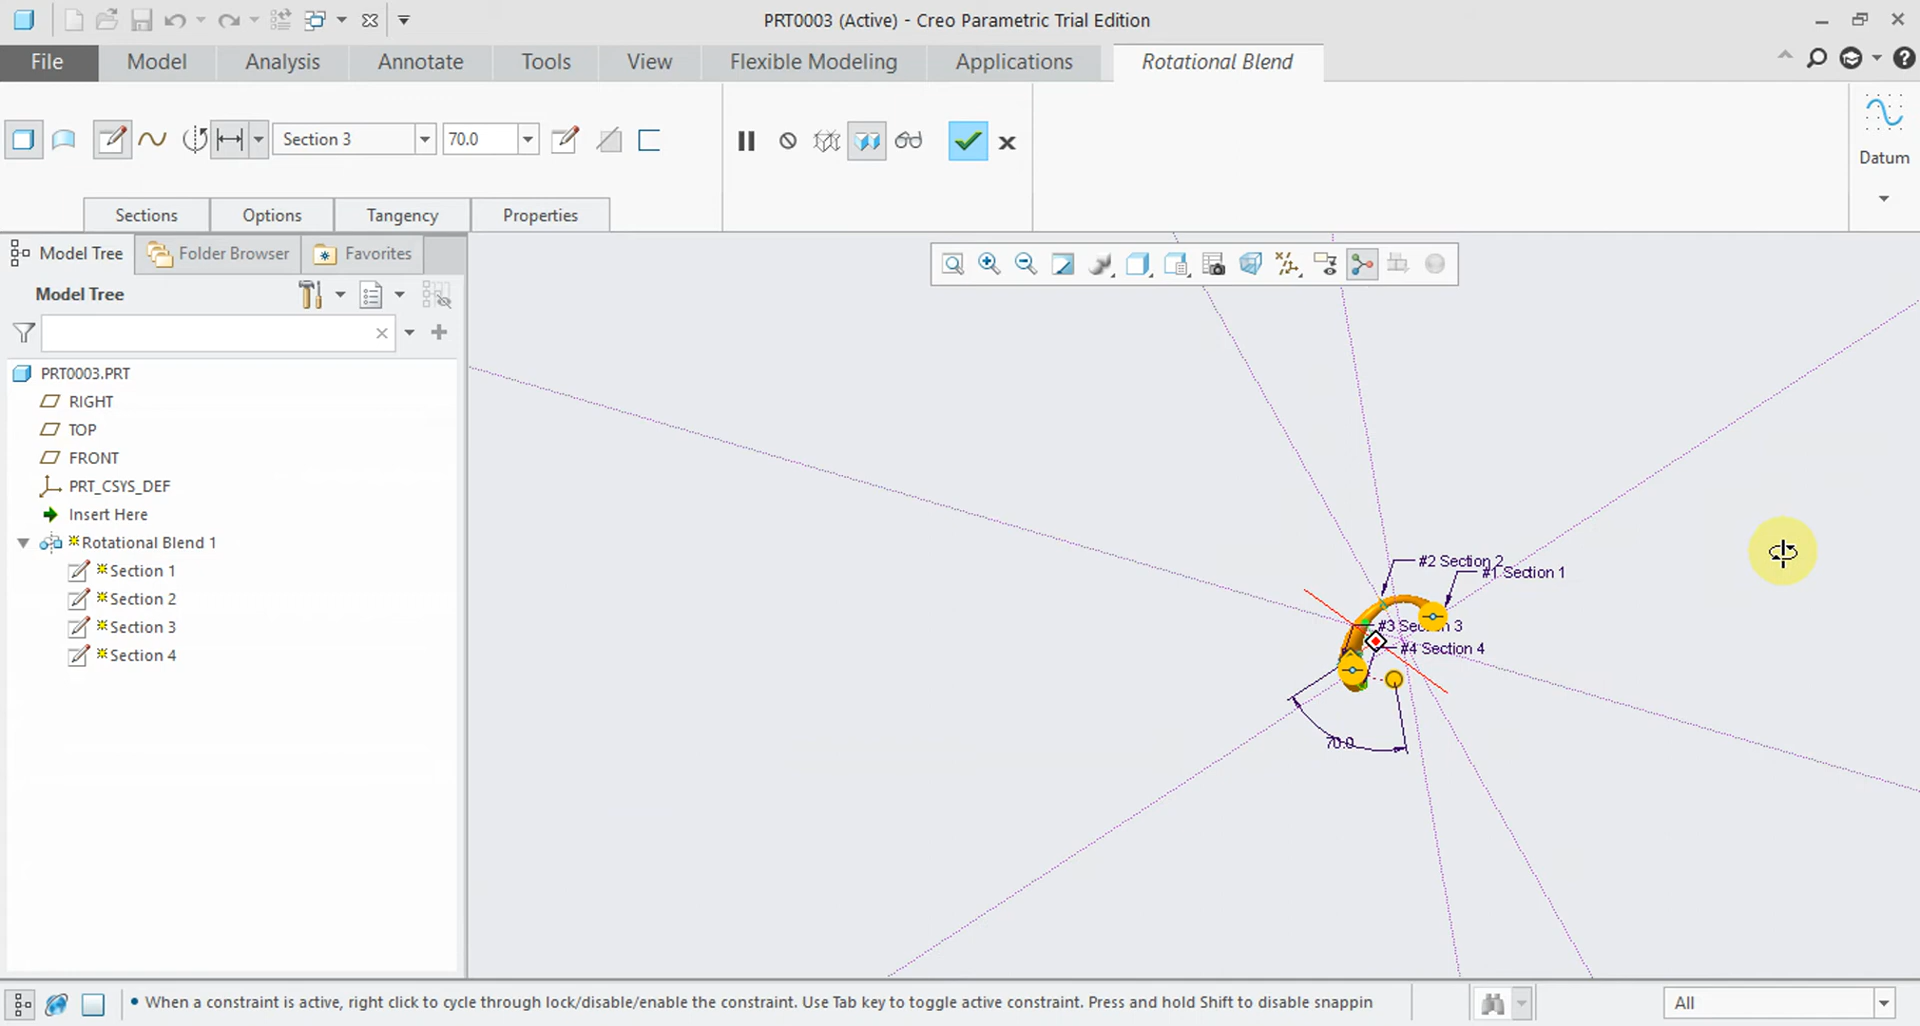 PRT0003 (Active) - Creo Parametric Trial Edition
File Model Analysis Annotate Tools View Flexible Modeling Applications Rotational Blend
Section 3 70.0
Datum
Sections Options Tangency Properties
Model Tree Folder Browser Favorites
Model Tree
PRT0003.PRT
RIGHT
TOP
FRONT
PRT_CSYS_DEF
Insert Here
Rotational Blend 1
Section 1
Section 2
Section 3
Section 4
#2 Section 2
#1 Section 1
#3 Section 3
#4 Section 4
70.0
• When a constraint is active, right click to cycle through lock/disable/enable the constraint. Use Tab key to toggle active constraint. Press and hold Shift to disable snappin
All